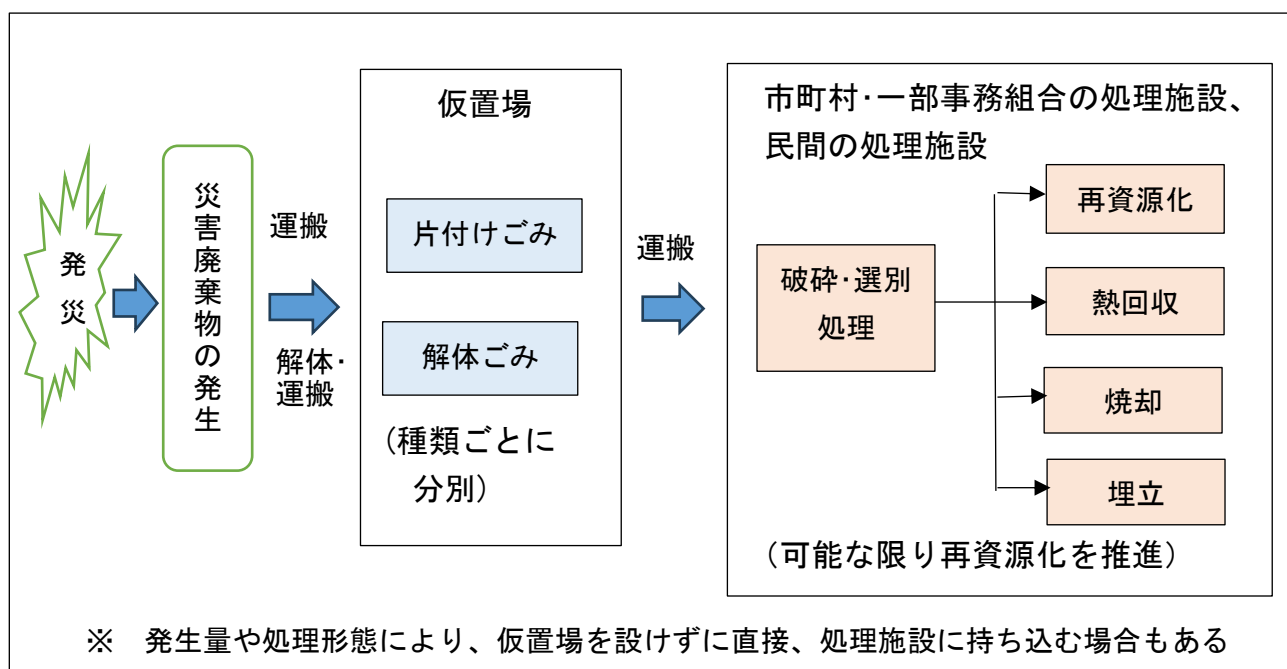 発
災
災害廃棄物の発生
運搬
解体・
運搬
仮置場
片付けごみ
解体ごみ
(種類ごとに
分別)
運搬
市町村・一部事務組合の処理施設、
民間の処理施設
破砕・選別
処理
再資源化
熱回収
焼却
埋立
(可能な限り再資源化を推進)
※　発生量や処理形態により、仮置場を設けずに直接、処理施設に持ち込む場合もある